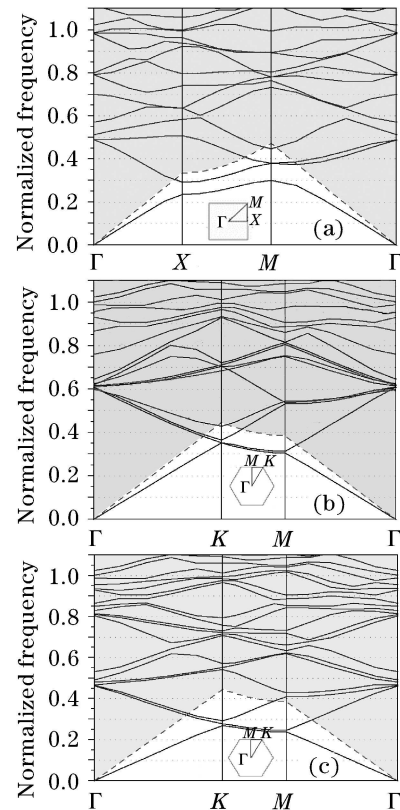 Normalized frequency
1.0
0.8
0.6
0.4
0.2
0.0
M
Γ X
(a)
Γ X M Γ
Normalized frequency
1.0
0.8
0.6
0.4
0.2
0.0
M K
Γ
(b)
Γ K M Γ
Normalized frequency
1.0
0.8
0.6
0.4
0.2
0.0
M K
Γ
(c)
Γ K M Γ